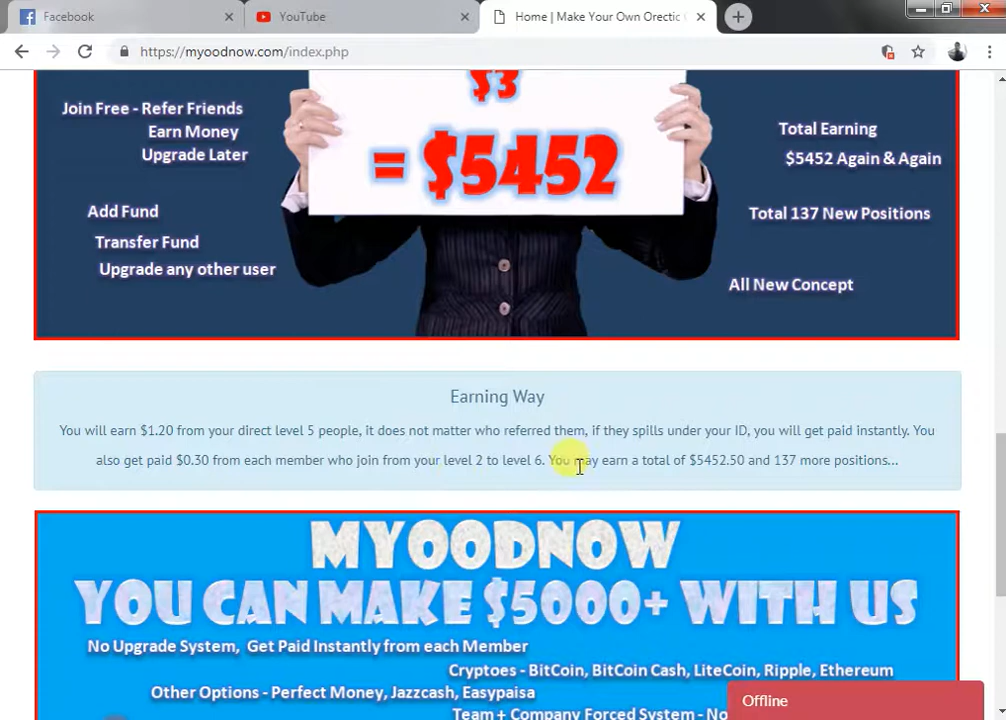 Facebook
YouTube
Home | Make Your Own Orectic
https://myoodnow.com/index.php
$3
= $5452
Join Free - Refer Friends
Earn Money
Upgrade Later
Add Fund
Transfer Fund
Upgrade any other user
Total Earning
$5452 Again & Again
Total 137 New Positions
All New Concept
Earning Way
You will earn $1.20 from your direct level 5 people, it does not matter who referred them, if they spills under your ID, you will get paid instantly. You
also get paid $0.30 from each member who join from your level 2 to level 6. You may earn a total of $5452.50 and 137 more positions...
MYOODNOW
YOU CAN MAKE $5000+ WITH US
No Upgrade System, Get Paid Instantly from each Member
Cryptoes - BitCoin, BitCoin Cash, LiteCoin, Ripple, Ethereum
Other Options - Perfect Money, Jazzcash, Easypaisa
Team + Company Forced System - No
Offline